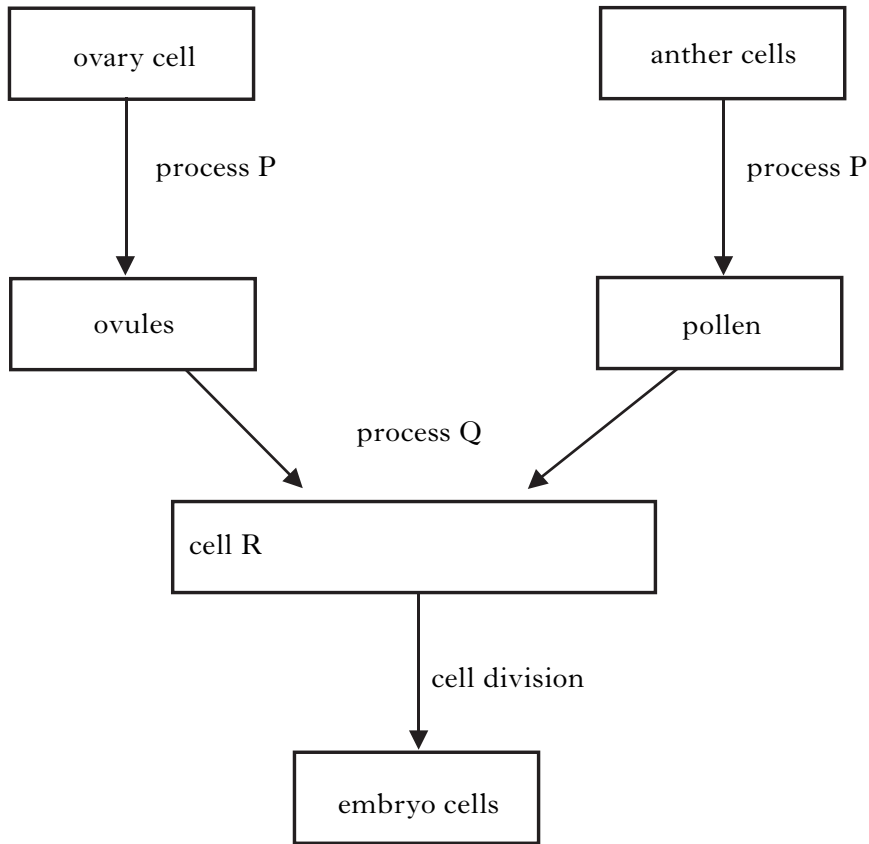 ovary cell
anther cells
process P
process P
ovules
pollen
process Q
cell R
cell division
embryo cells